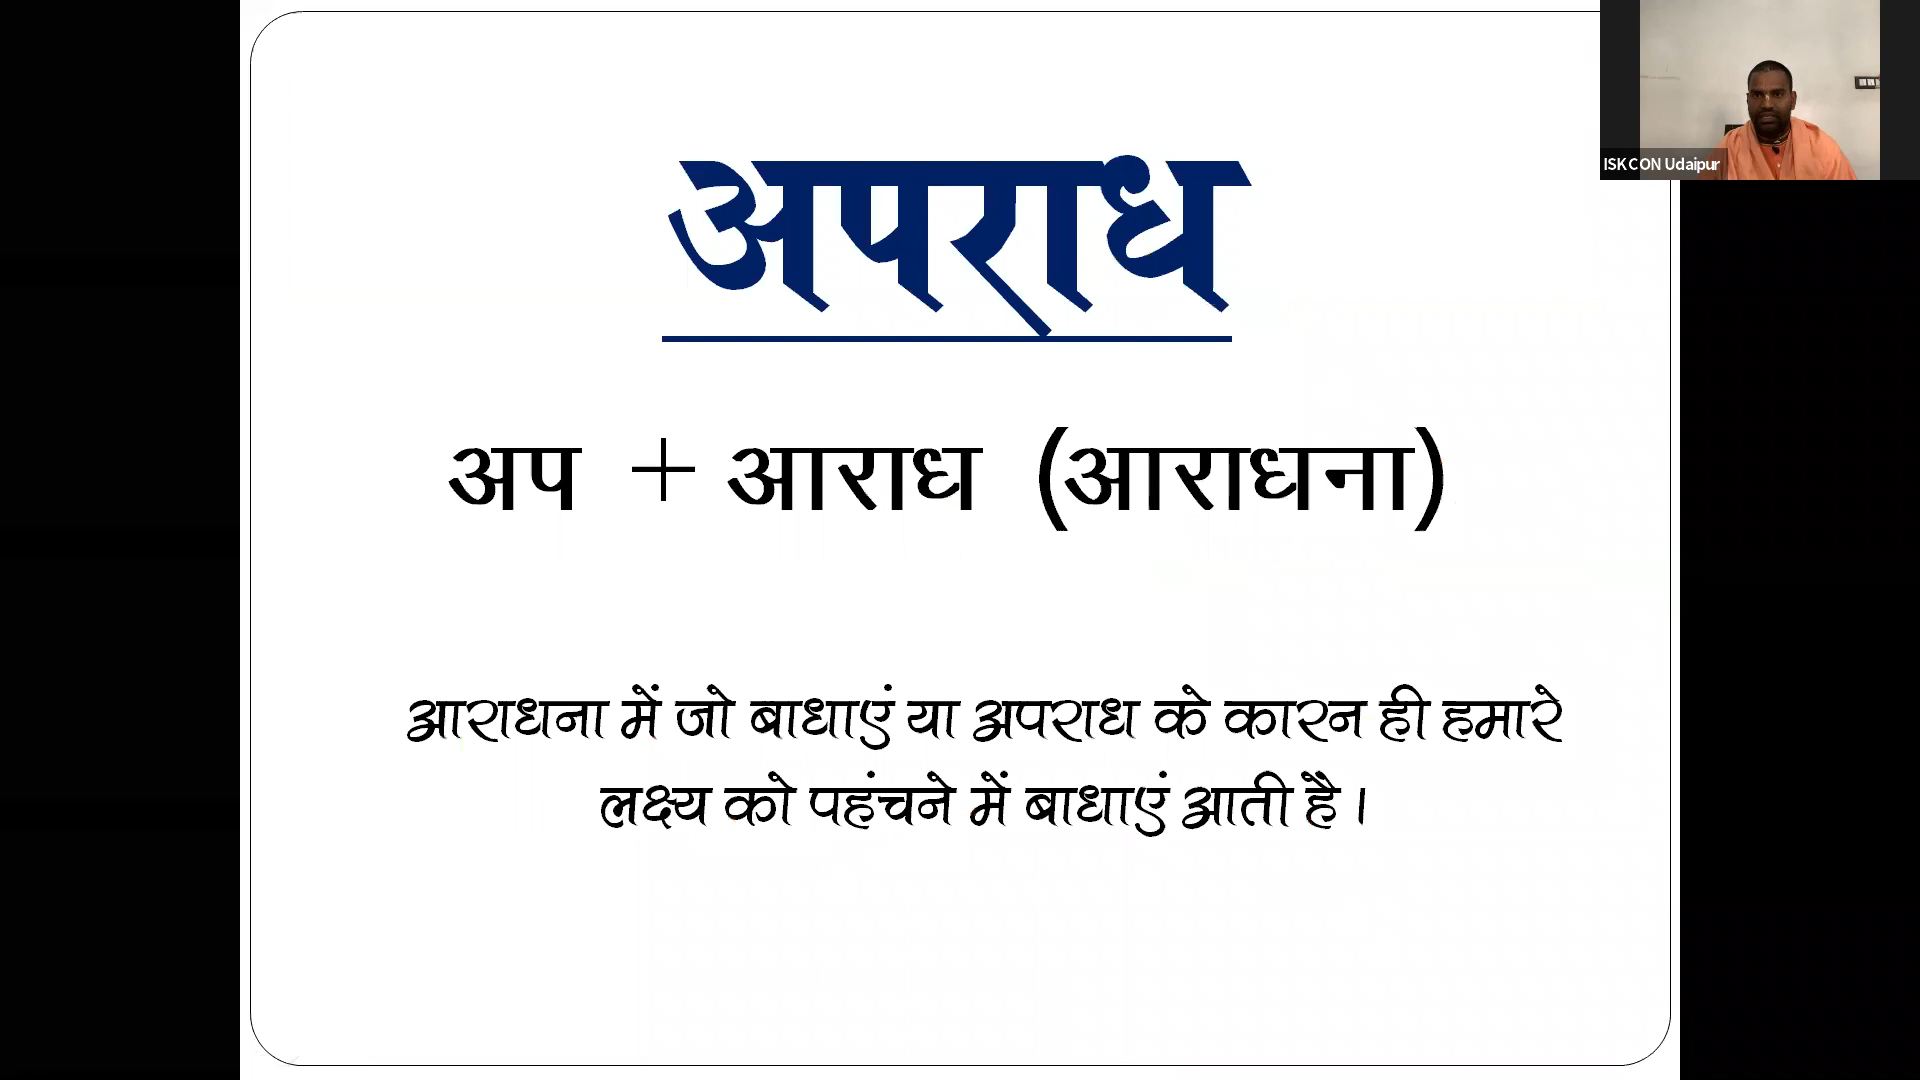 अपराध
अप + आराध (आराधना)
आराधना में जो बाधाएं या अपराध के कारन ही हमारे
लक्ष्य को पहंचने में बाधाएं आती है ।
ISKCON Udaipur